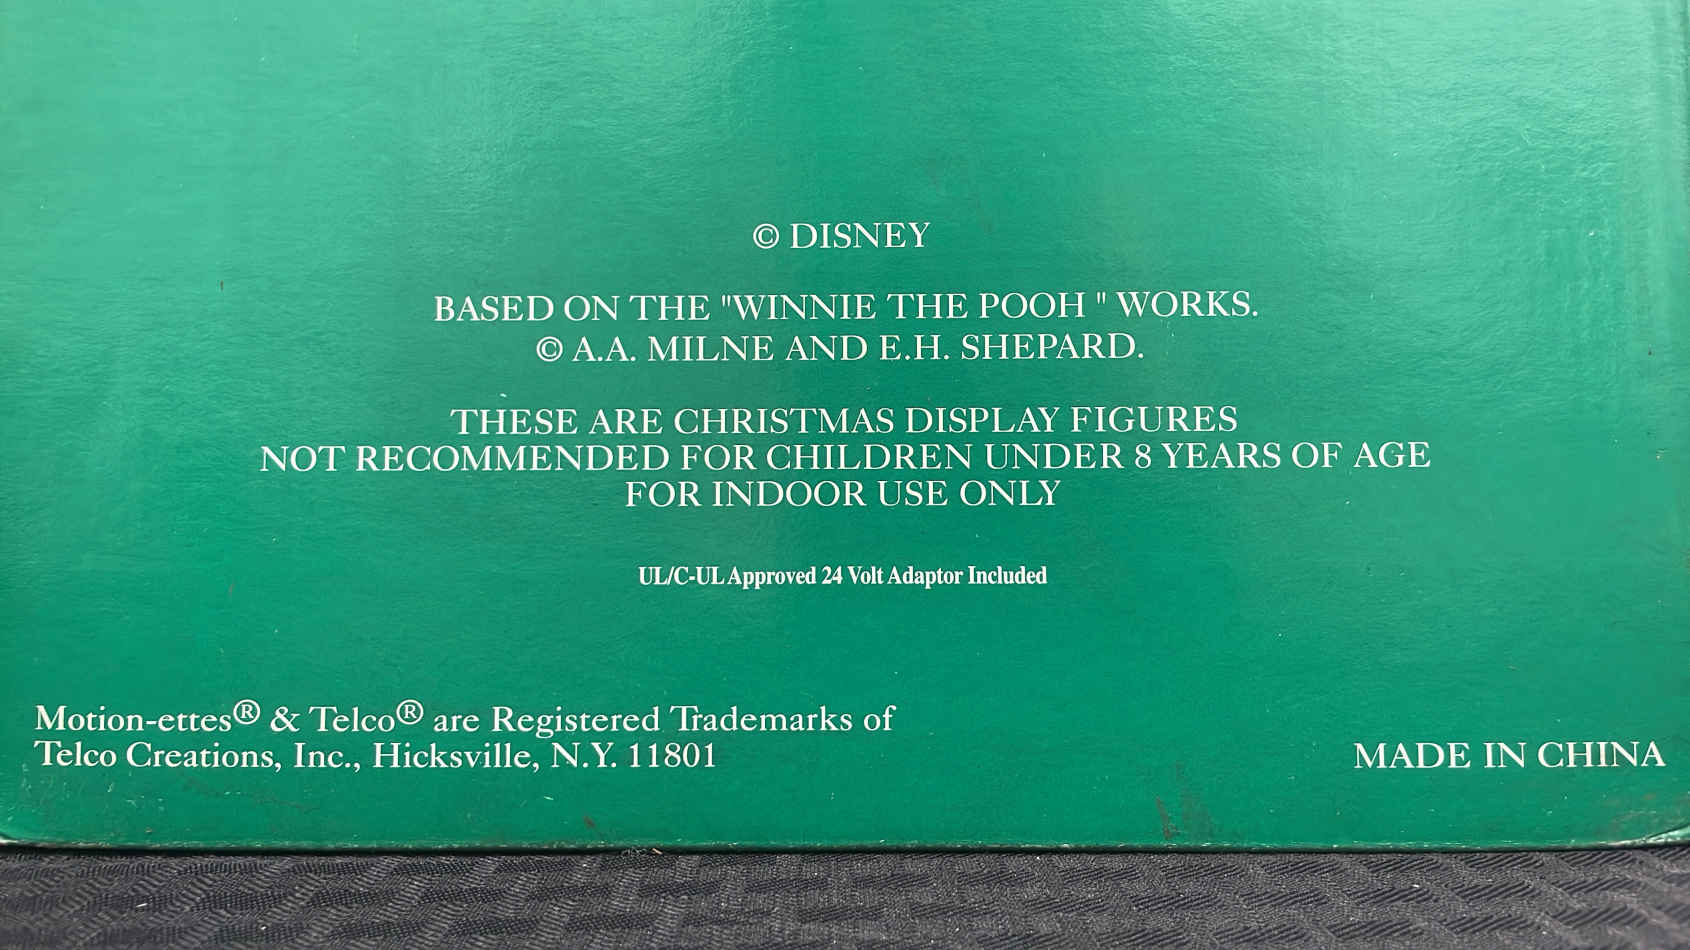 © DISNEY
BASED ON THE "WINNIE THE POOH " WORKS.
© A.A. MILNE AND E.H. SHEPARD.
THESE ARE CHRISTMAS DISPLAY FIGURES
NOT RECOMMENDED FOR CHILDREN UNDER 8 YEARS OF AGE
FOR INDOOR USE ONLY
UL/C-UL Approved 24 Volt Adaptor Included
Motion-ettes® & Telco® are Registered Trademarks of
Telco Creations, Inc., Hicksville, N.Y. 11801
MADE IN CHINA